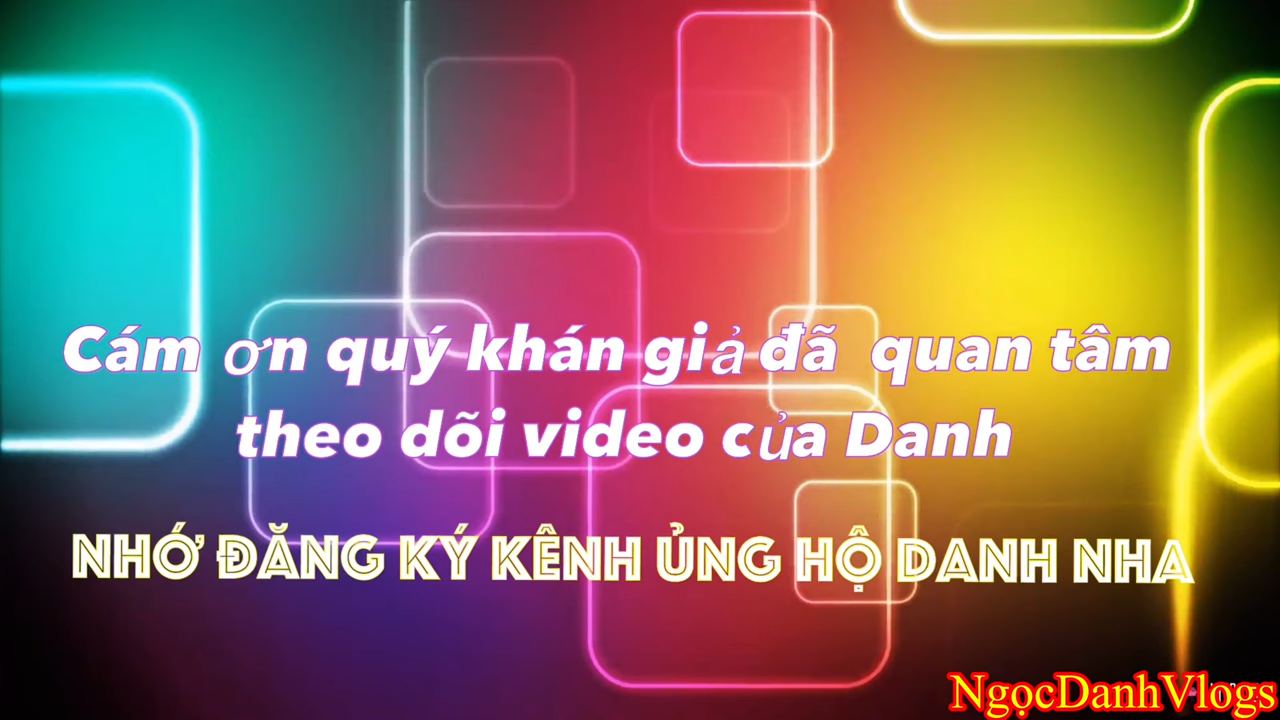 Cám ơn quý khán giả đã quan tâm
theo dõi video của Danh
NHỚ ĐĂNG KÝ KÊNH ỦNG HỘ DANH NHA
NgọcDanhVlogs